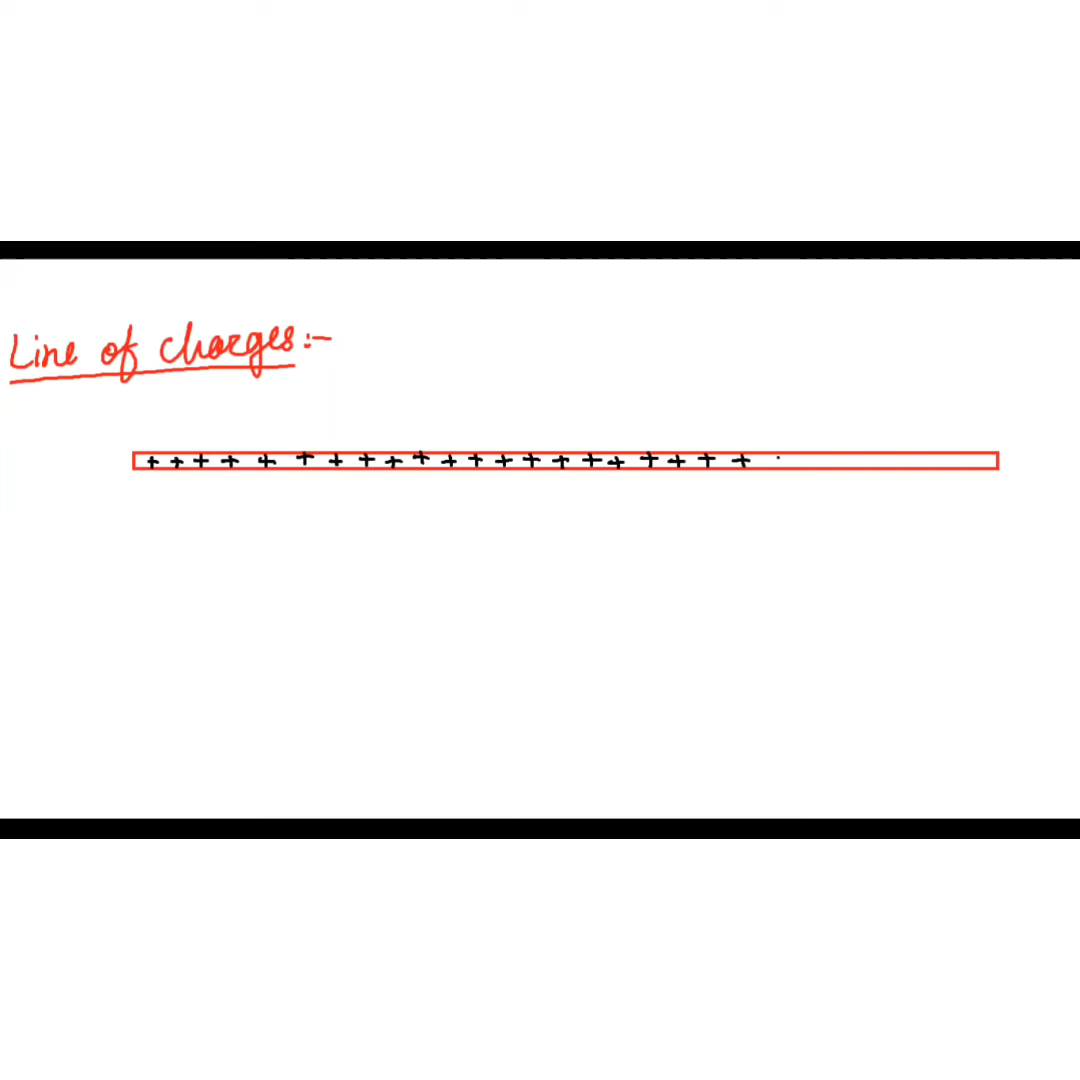 Line of charges:-
+ + + + + + + + + + + + + + + + + + + + +